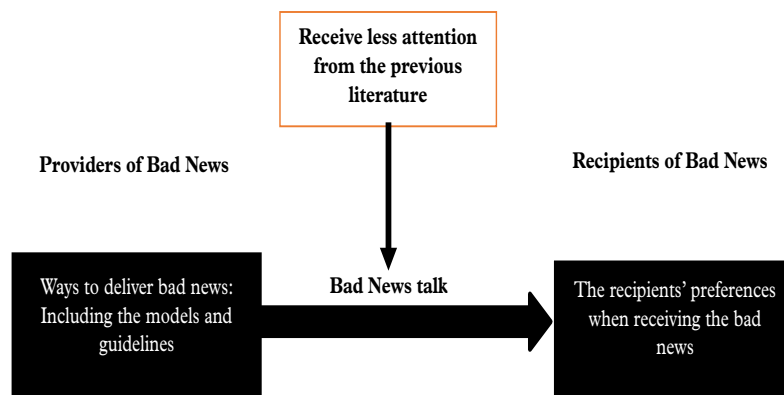 Receive less attention
from the previous
literature
Providers of Bad News
Recipients of Bad News
Ways to deliver bad news:
Including the models and
guidelines
Bad News talk
The recipients’ preferences
when receiving the bad
news